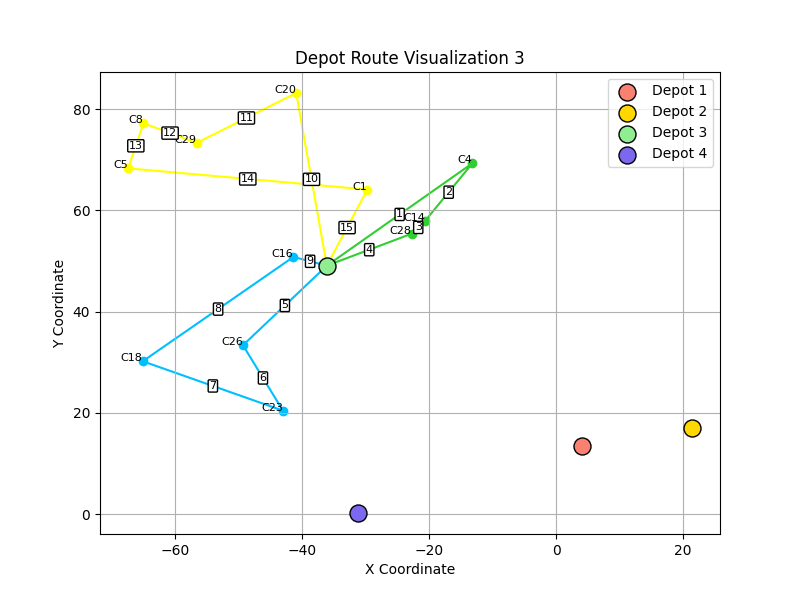 Depot Route Visualization 3
Depot 1
Depot 2
Depot 3
Depot 4
Y Coordinate
80
60
40
20
0
C20
C8
C29
C5
C1
C4
C14
C28
C16
C26
C18
C23
11
12
13
14
10
15
1
2
3
4
9
5
8
6
7
−60
−40
−20
0
20
X Coordinate